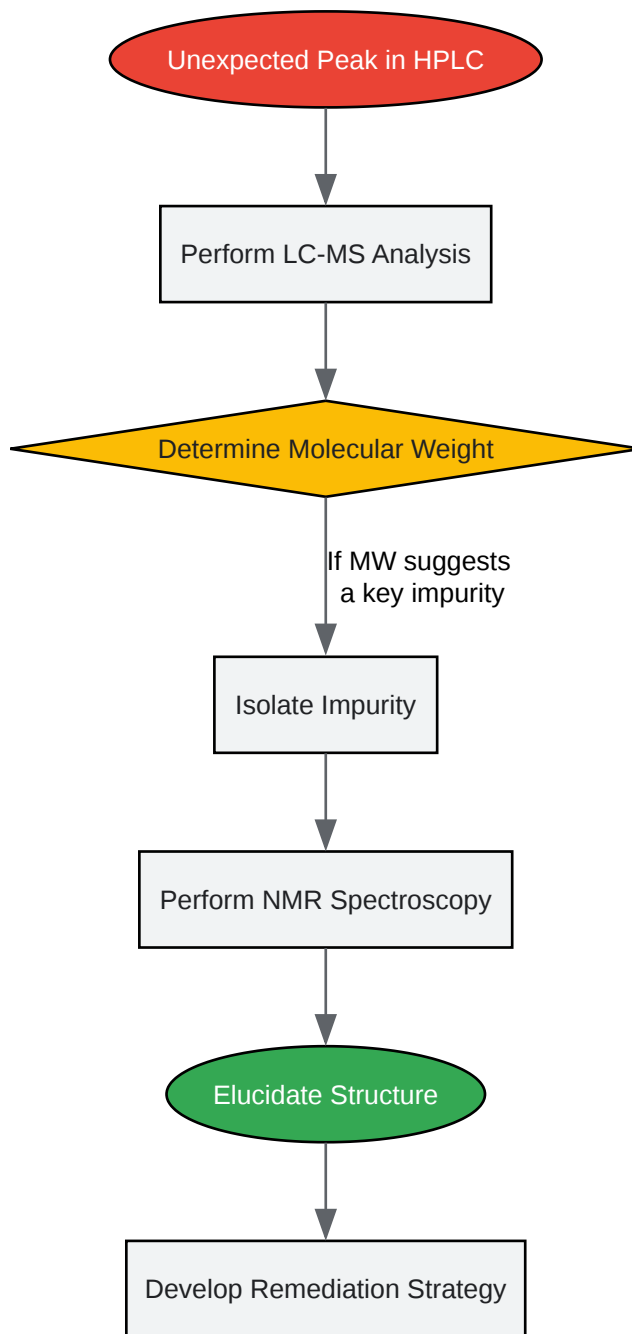 Unexpected Peak in HPLC
Perform LC-MS Analysis
Determine Molecular Weight
If MW suggests
a key impurity
Isolate Impurity
Perform NMR Spectroscopy
Elucidate Structure
Develop Remediation Strategy